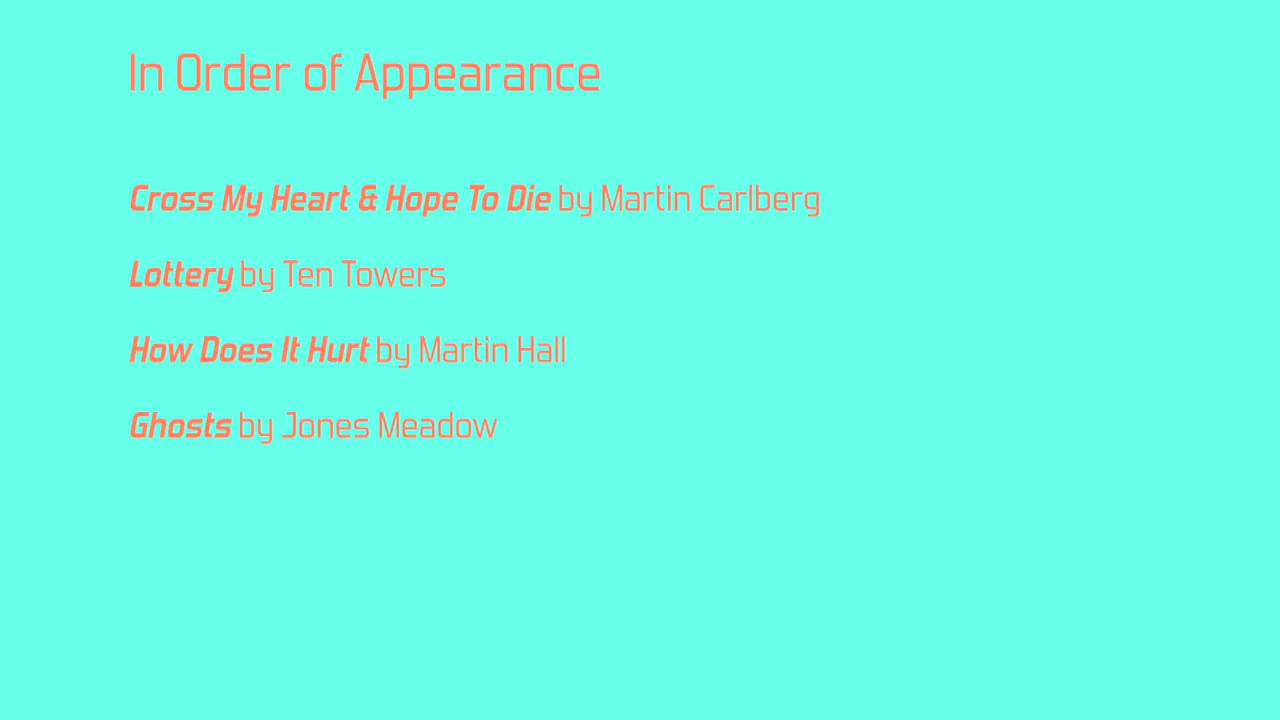 In Order of Appearance
Cross My Heart & Hope To Die by Martin Carlberg
Lottery by Ten Towers
How Does It Hurt by Martin Hall
Ghosts by Jones Meadow